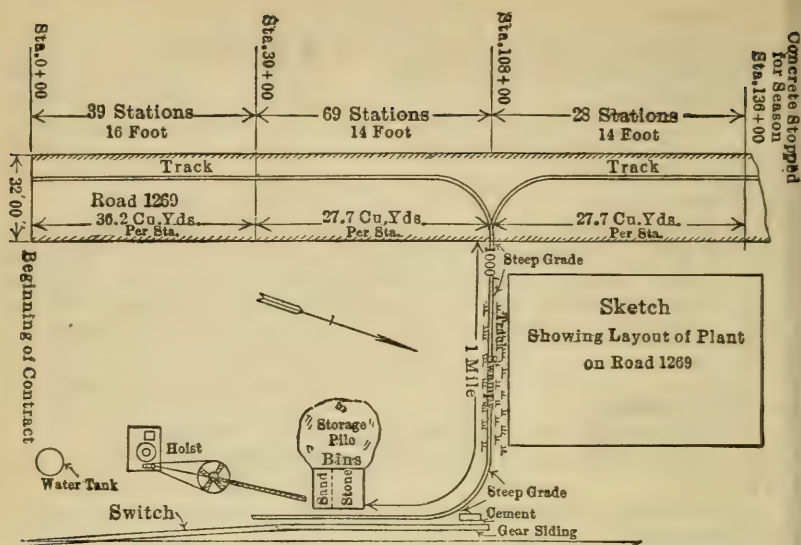 Sta.0+00
Sta.30+00
Sta.108+00
Concrete Stopped
for Season
Sta.136+00
39 Stations
16 Foot
69 Stations
14 Foot
28 Stations
14 Foot
Track
Track
32'00"
Road 1269
36.2 Cu.Yds.
Per Sta.
27.7 Cu.Yds.
Per Sta.
27.7 Cu.Yds.
Per Sta.
Beginning of Contract
1000
Steep Grade
1 Mile
Sketch
Showing Layout of Plant
on Road 1269
Storage
Pile
Bins
Sand
Stone
Hoist
Water Tank
Switch
Steep Grade
Cement
Gear Siding